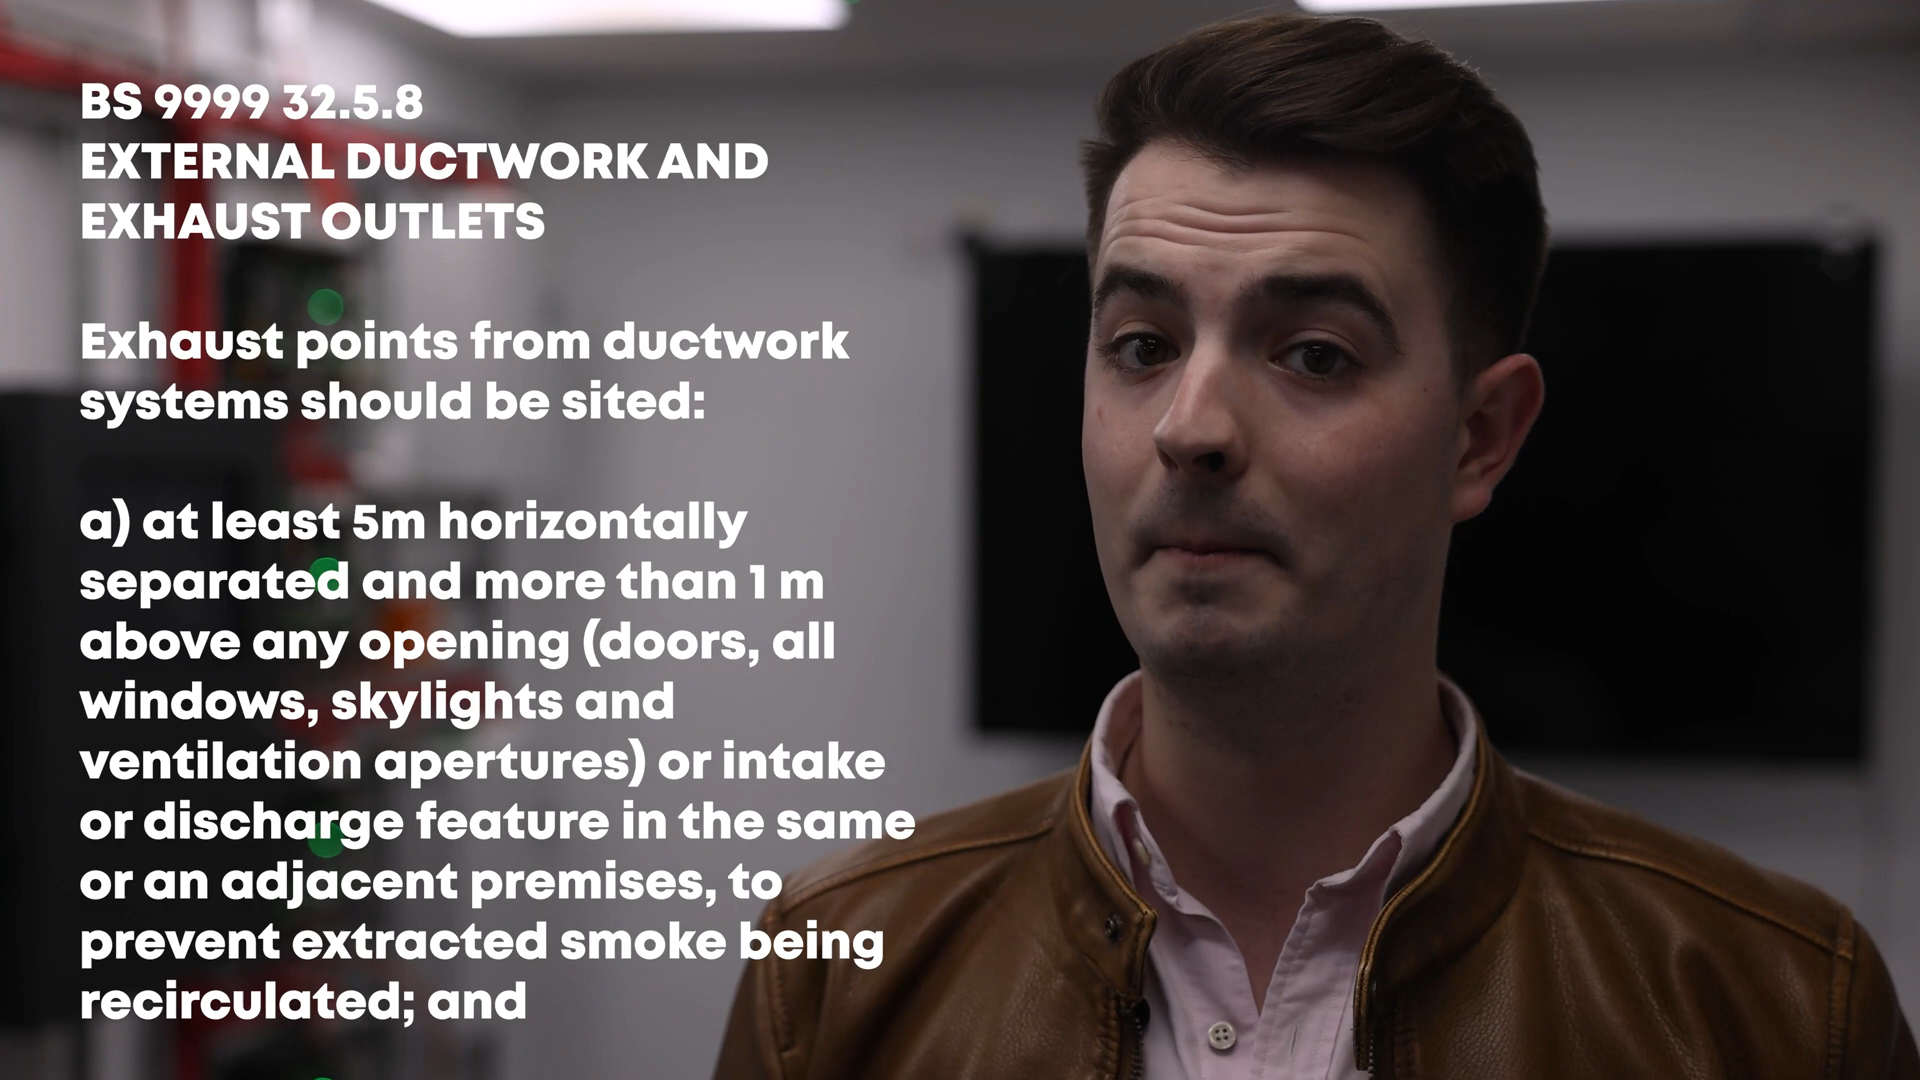 BS 9999 32.5.8
EXTERNAL DUCTWORK AND
EXHAUST OUTLETS
Exhaust points from ductwork
systems should be sited:
a) at least 5m horizontally
separated and more than 1 m
above any opening (doors, all
windows, skylights and
ventilation apertures) or intake
or discharge feature in the same
or an adjacent premises, to
prevent extracted smoke being
recirculated; and